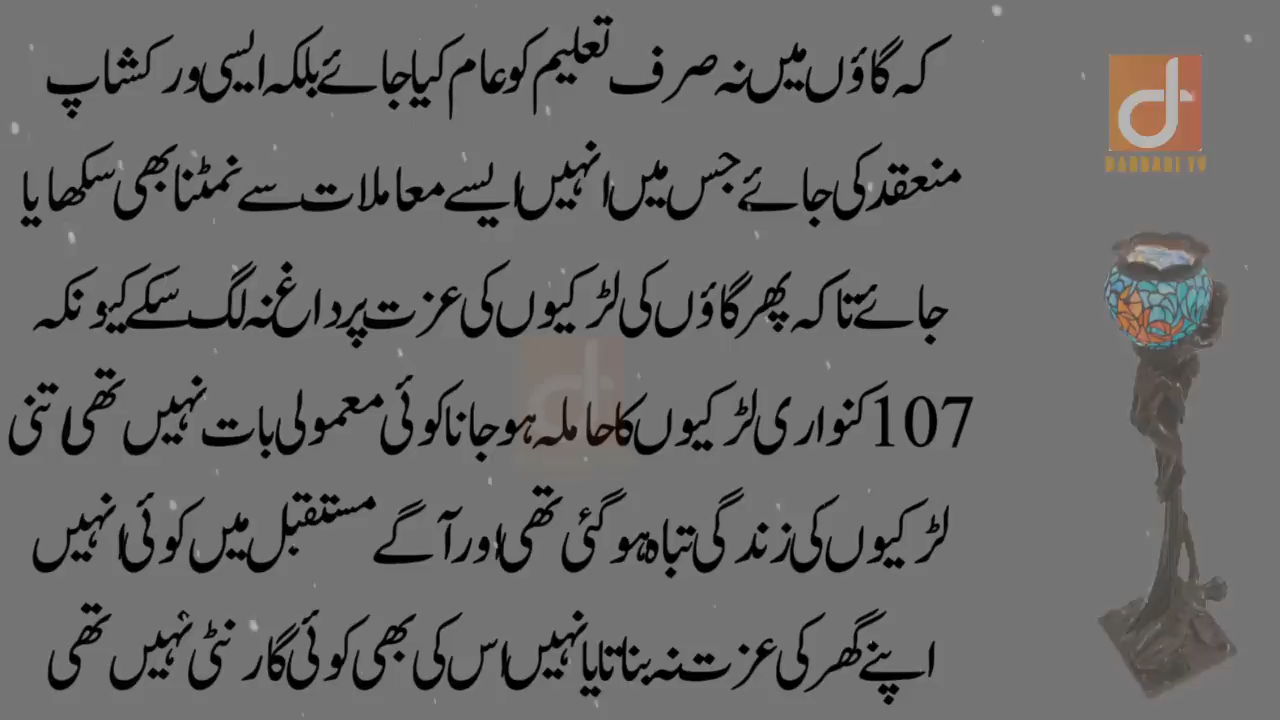 کہ گاؤں میں نہ صرف تعلیم کو عام کیا جائے بلکہ ایسی ورکشاپ
منعقد کی جائے جس میں انہیں ایسے معاملات سے نمٹنا بھی سکھایا
جائے تاکہ پھر گاؤں کی لڑکیوں کی عزت پر داغ نہ لگ سکے کیونکہ
107 کنواری لڑکیوں کا حاملہ ہو جانا کوئی معمولی بات نہیں تھی اتنی
لڑکیوں کی زندگی تباہ ہو گئی تھی اور آگے مستقبل میں کوئی انہیں
اپنے گھر کی عزت نہ بناتا یا نہیں اس کی بھی کوئی گارنٹی نہیں تھی